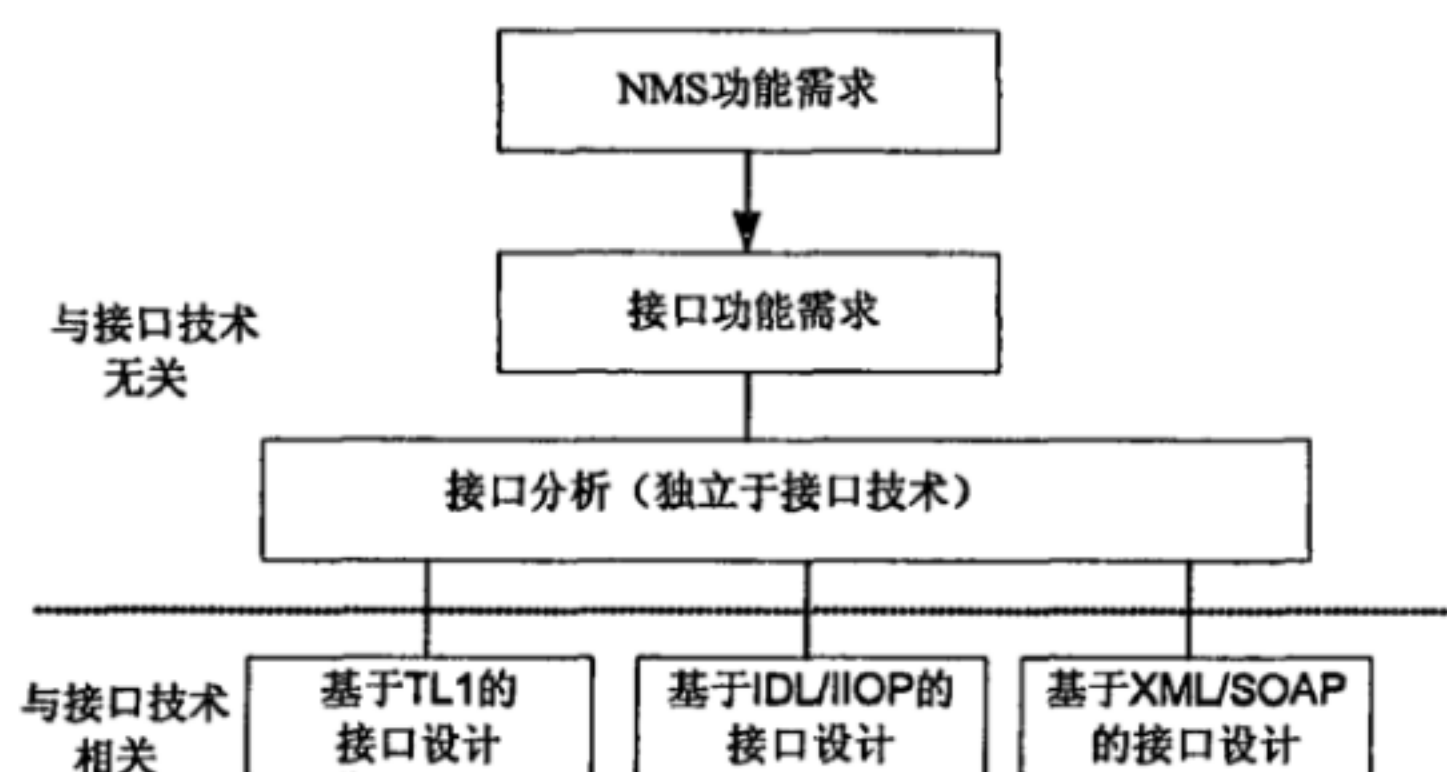 NMS功能需求
接口功能需求
与接口技术
无关
接口分析（独立于接口技术）
与接口技术
相关
基于TL1的
接口设计
基于IDL/IIOP的
接口设计
基于XML/SOAP
的接口设计